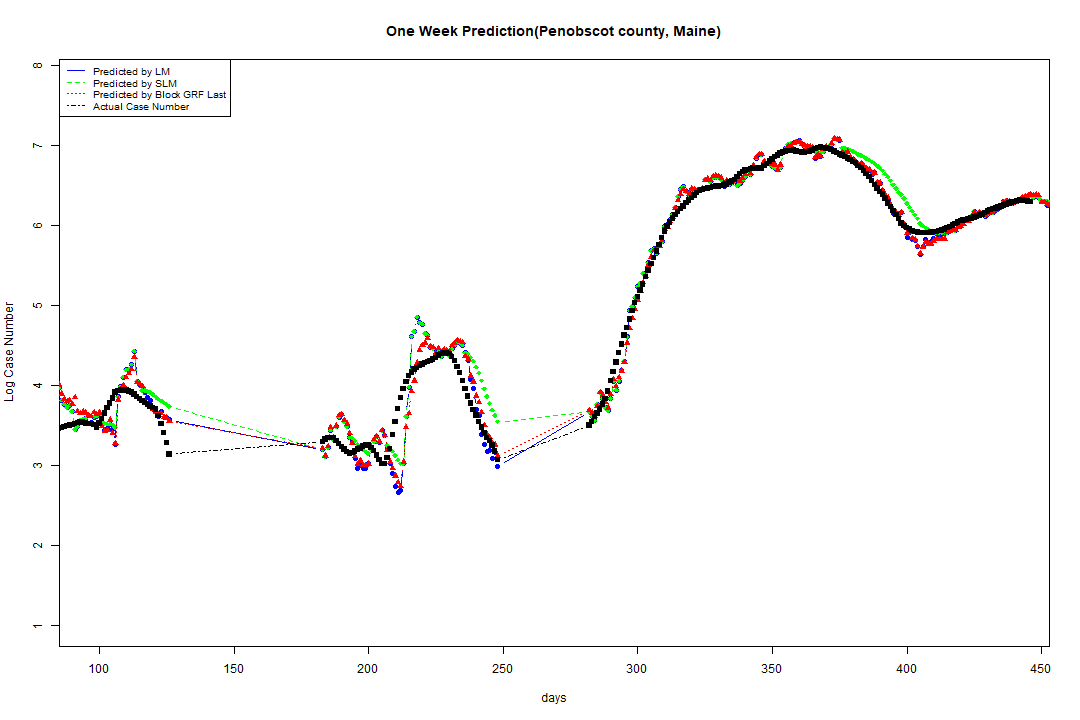 One Week Prediction(Penobscot county, Maine)
Predicted by LM
Predicted by SLM
Predicted by Block GRF Last
Actual Case Number
8
7
6
5
4
3
2
1
Log Case Number
100 150 200 250 300 350 400 450
days